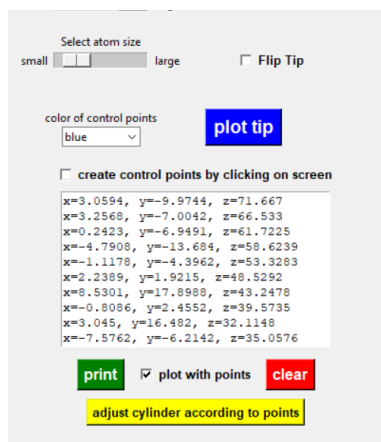 Select atom size
small large Flip Tip
color of control points
blue plot tip
create control points by clicking on screen
x=3.0594, y=-9.9744, z=71.667
x=3.2568, y=-7.0042, z=66.533
x=0.2423, y=-6.9491, z=61.7225
x=-4.7908, y=-13.684, z=58.6239
x=-1.1178, y=-4.3962, z=53.3283
x=2.2389, y=1.9215, z=48.5292
x=8.5301, y=17.8988, z=43.2478
x=-0.8086, y=2.4552, z=39.5735
x=3.045, y=16.482, z=32.1148
x=-7.5762, y=-6.2142, z=35.0576
print plot with points clear
adjust cylinder according to points